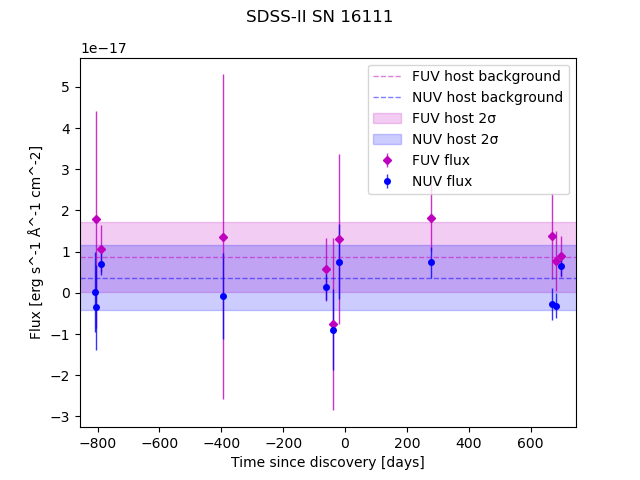 SDSS-II SN 16111
1e−17
5
4
3
2
1
0
−1
−2
−3
Flux [erg s^-1 Å^-1 cm^-2]
FUV host background
NUV host background
FUV host 2σ
NUV host 2σ
FUV flux
NUV flux
−800
−600
−400
−200
0
200
400
600
Time since discovery [days]